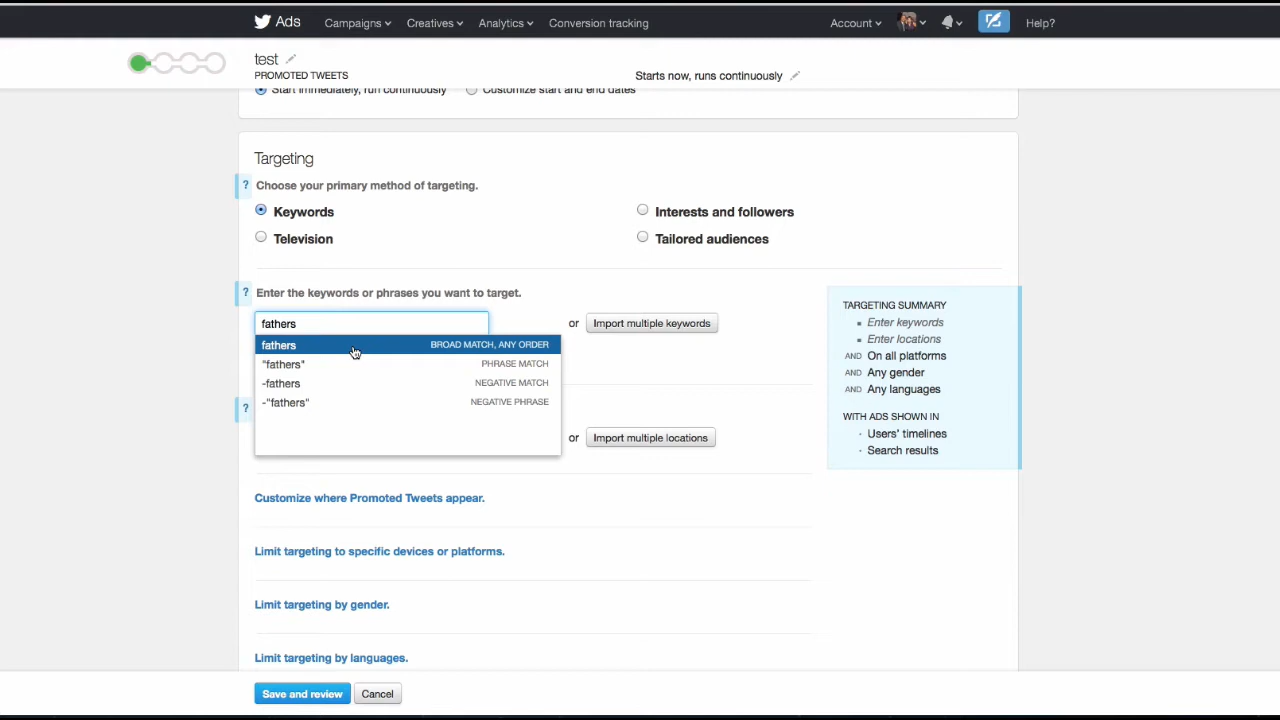 Ads Campaigns Creatives Analytics Conversion tracking Account Help?
test
PROMOTED TWEETS
Starts now, runs continuously
Start immediately, run continuously Customize start and end dates
Targeting
? Choose your primary method of targeting.
Keywords Interests and followers
Television Tailored audiences
? Enter the keywords or phrases you want to target.
fathers or Import multiple keywords
fathers BROAD MATCH, ANY ORDER
"fathers" PHRASE MATCH
-fathers NEGATIVE MATCH
-"fathers" NEGATIVE PHRASE
?
or Import multiple locations
TARGETING SUMMARY
Enter keywords
Enter locations
AND On all platforms
AND Any gender
AND Any languages
WITH ADS SHOWN IN
- Users' timelines
- Search results
Customize where Promoted Tweets appear.
Limit targeting to specific devices or platforms.
Limit targeting by gender.
Limit targeting by languages.
Save and review Cancel